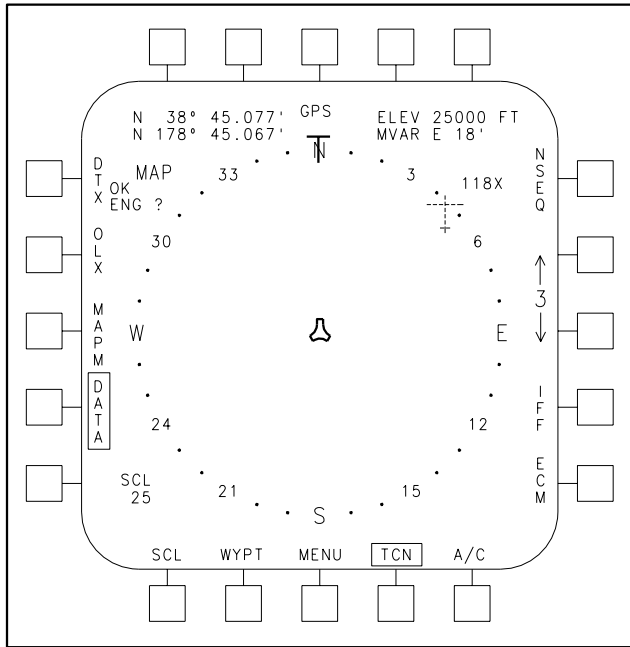 GPS
N 38° 45.077' ELEV 25000 FT
N 178° 45.067' MVAR E 18'
N
MAP 33 3 118X
OK
ENG ?
DTX
NSEQ
30 6
OLX
3
W E
MAPM
DATA
24 12
IFF
SCL 21 15
25
S
ECM
SCL WYPT MENU TCN A/C